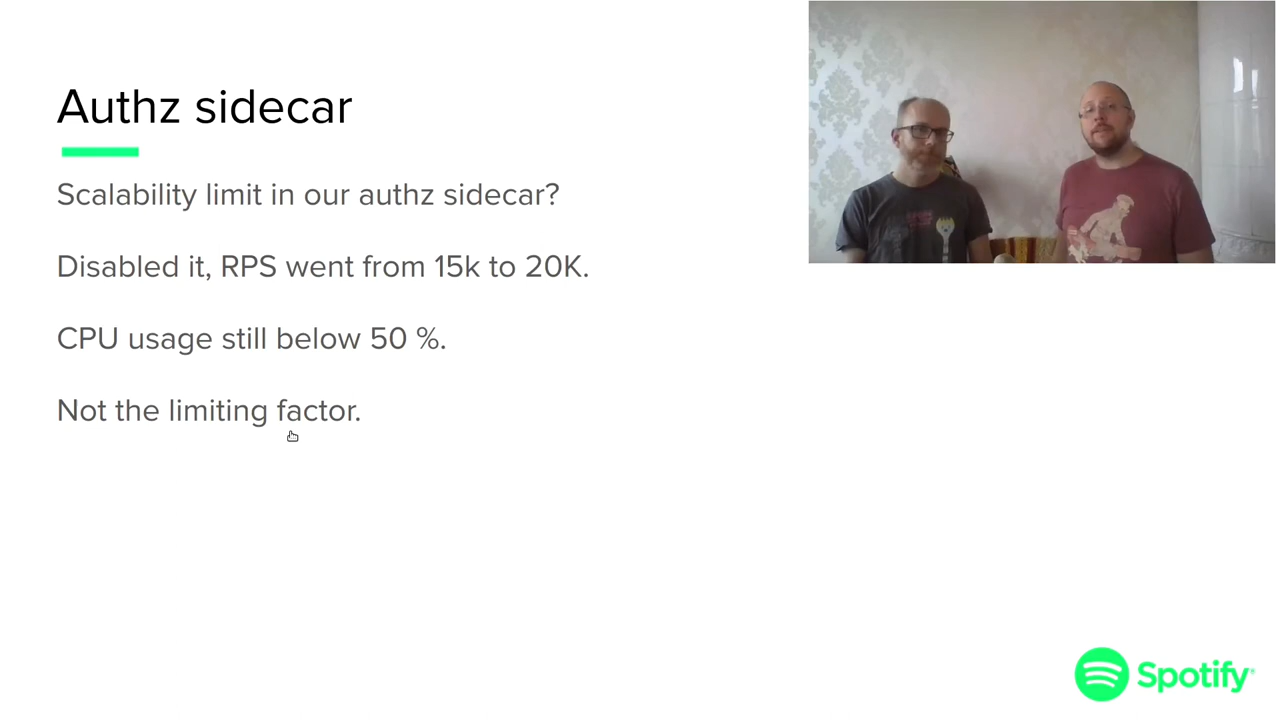 Authz sidecar
Scalability limit in our authz sidecar?
Disabled it, RPS went from 15k to 20K.
CPU usage still below 50 %.
Not the limiting factor.
Spotify